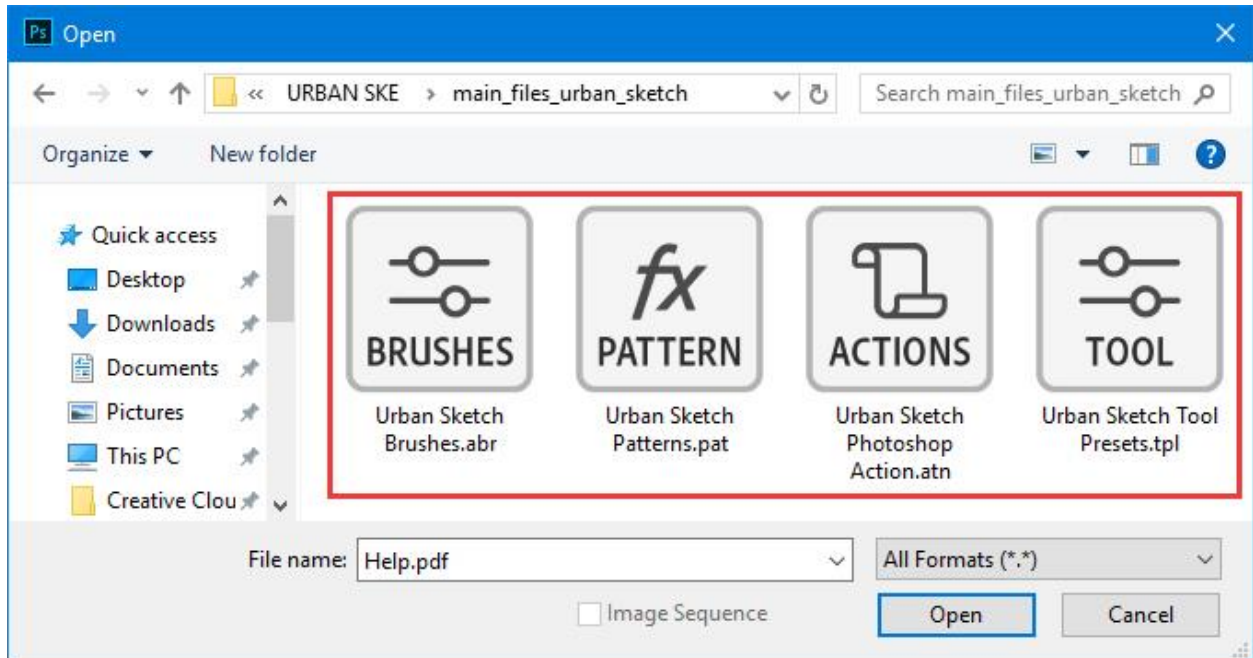 Ps Open
« URBAN SKE > main_files_urban_sketch
Search main_files_urban_sketch
Organize
New folder
?
Quick access
Desktop
Downloads
Documents
Pictures
This PC
Creative Clou
BRUSHES
Urban Sketch
Brushes.abr
fx
PATTERN
Urban Sketch
Patterns.pat
ACTIONS
Urban Sketch
Photoshop
Action.atn
TOOL
Urban Sketch Tool
Presets.tpl
File name: Help.pdf
All Formats (*.*)
Image Sequence
Open
Cancel